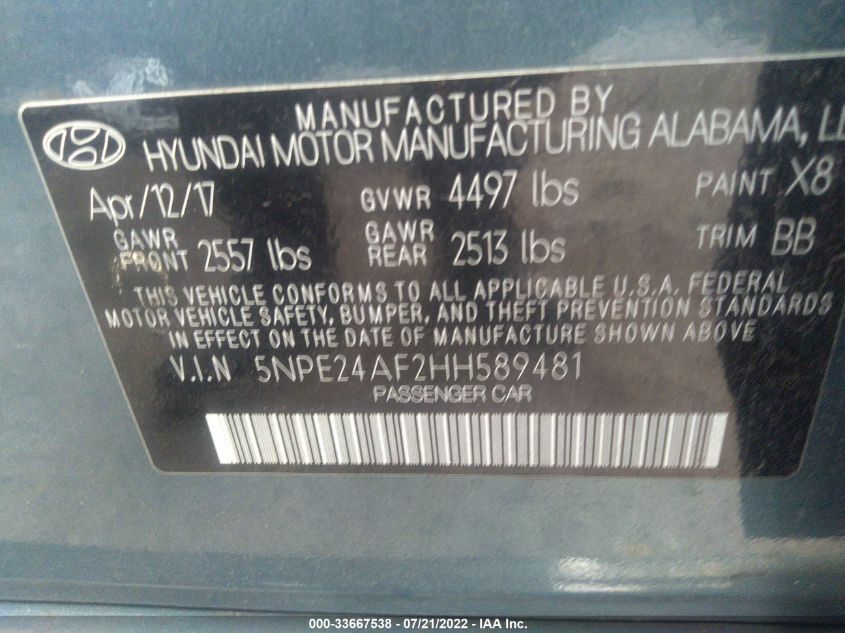 MANUFACTURED BY
HYUNDAI MOTOR MANUFACTURING ALABAMA, LL
Apr/12/17 GVWR 4497 lbs PAINT X8
GAWR FRONT 2557 lbs GAWR REAR 2513 lbs TRIM BB
THIS VEHICLE CONFORMS TO ALL APPLICABLE U.S.A. FEDERAL
MOTOR VEHICLE SAFETY, BUMPER, AND THEFT PREVENTION STANDARDS
IN EFFECT ON THE DATE OF MANUFACTURE SHOWN ABOVE.
V.I.N 5NPE24AF2HH589481
PASSENGER CAR
000-33667538 - 07/21/2022 - IAA Inc.